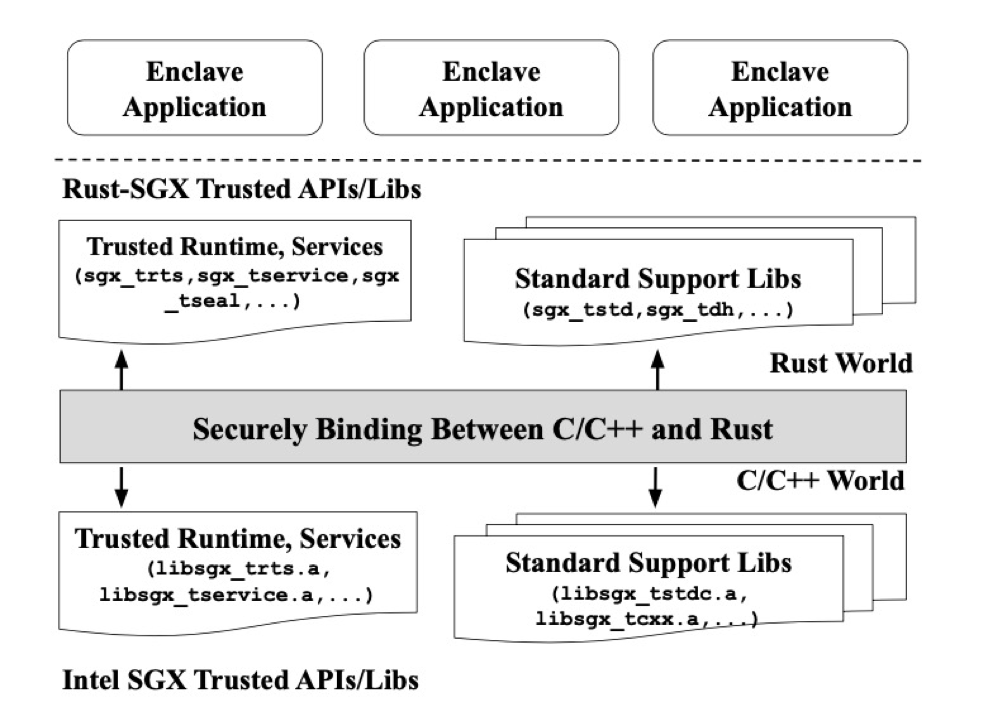 Enclave
Application
Enclave
Application
Enclave
Application
Rust-SGX Trusted APIs/Libs
Trusted Runtime, Services
(sgx_trts,sgx_tservice,sgx
_tseal,...)
Standard Support Libs
(sgx_tstd,sgx_tdh,...)
Rust World
Securely Binding Between C/C++ and Rust
C/C++ World
Trusted Runtime, Services
(libsgx_trts.a,
libsgx_tservice.a,...)
Standard Support Libs
(libsgx_tstdc.a,
libsgx_tcxx.a,...)
Intel SGX Trusted APIs/Libs